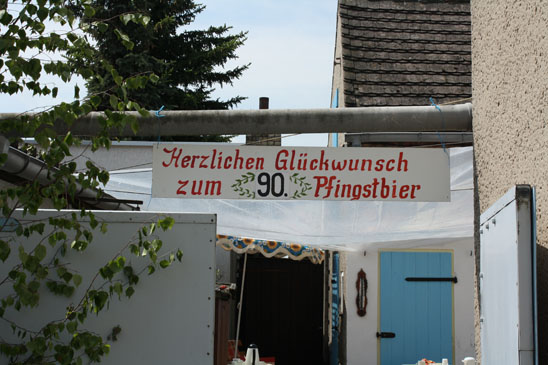 Herzlichen Glückwunsch
zum 90. Pfingstbier